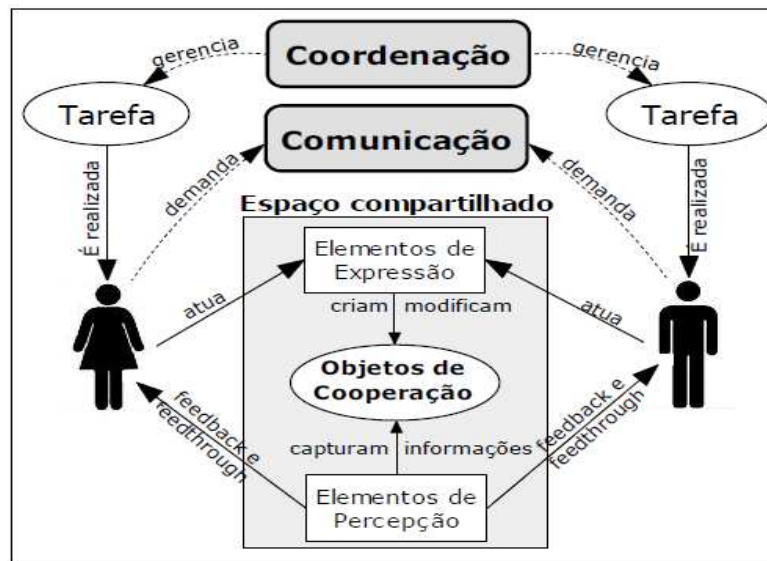 gerencia
Coordenação
gerencia
Tarefa
Tarefa
Comunicação
É realizada
demanda
demanda
É realizada
Espaço compartilhado
Elementos de
Expressão
atua
atua
criam modificam
Objetos de
Cooperação
feedback e
feedthrough
feedback e
feedthrough
capturam informações
Elementos de
Percepção